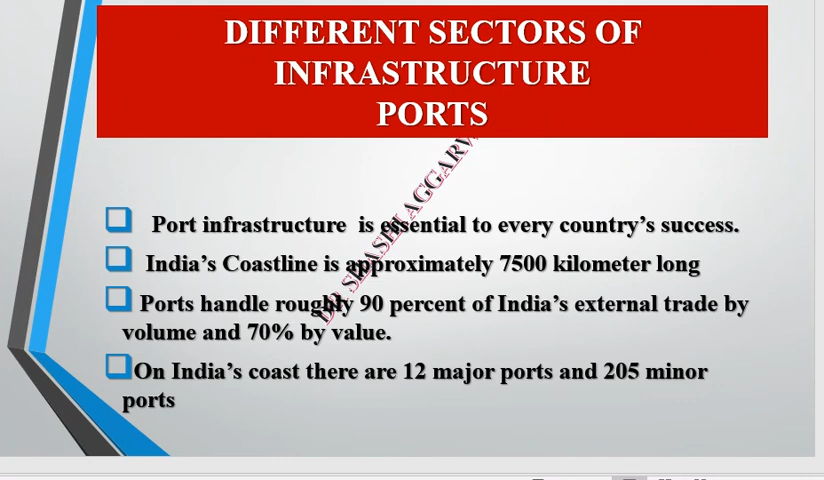 DIFFERENT SECTORS OF
INFRASTRUCTURE
PORTS
Port infrastructure is essential to every country’s success.
India’s Coastline is approximately 7500 kilometer long
Ports handle roughly 90 percent of India’s external trade by
volume and 70% by value.
On India’s coast there are 12 major ports and 205 minor
ports